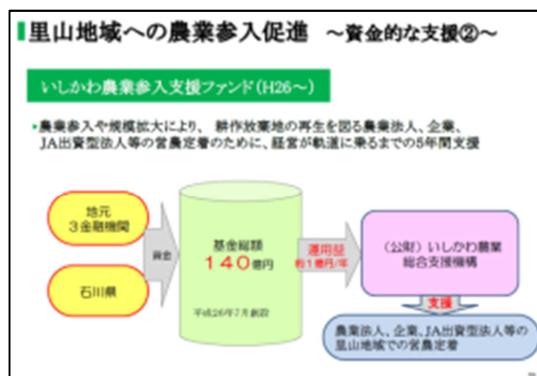 里山地域への農業参入促進 ～資金的な支援②～
いしかわ農業参入支援ファンド(H26～)
・農業参入や規模拡大により、 耕作放棄地の再生を図る農業法人、企業、
JA出資型法人等の営農定着のために、経営が軌道に乗るまでの5年間支援
地元
3金融機関
石川県
資金
基金総額
140億円
平成26年7月創設
運用益
約1億円/年
(公財)いしかわ農業
総合支援機構
支援
農業法人、企業、JA出資型法人等の
里山地域での営農定着